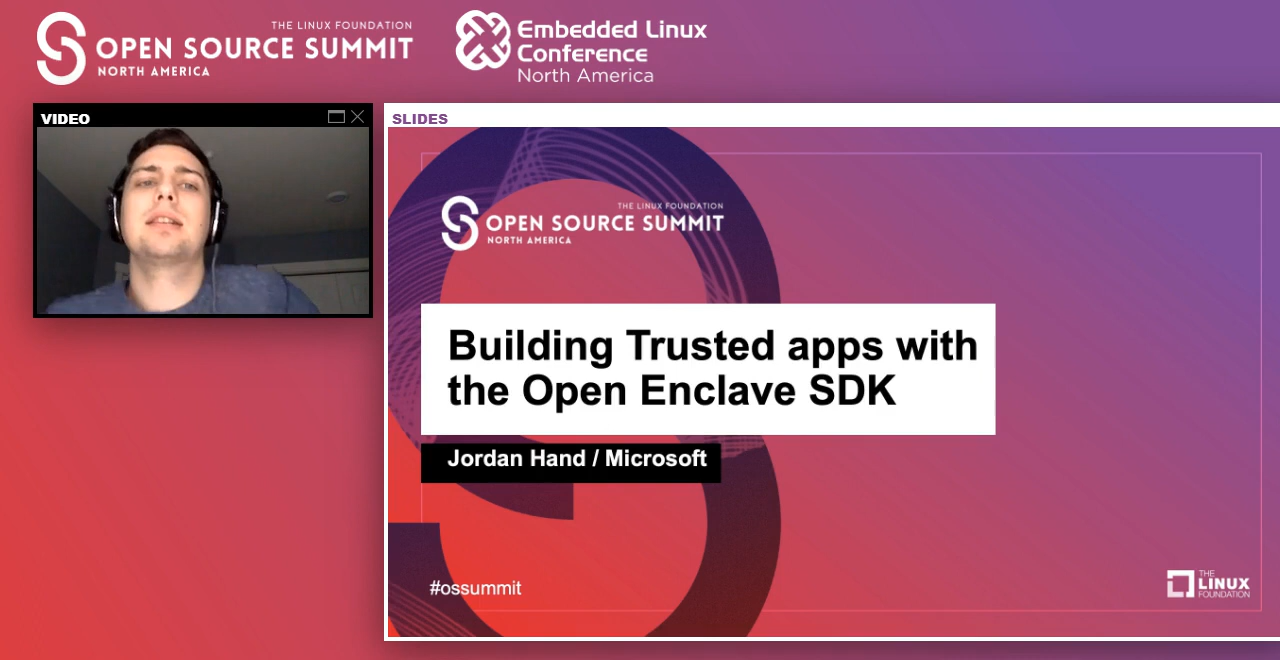 THE LINUX FOUNDATION
OPEN SOURCE SUMMIT
NORTH AMERICA
Embedded Linux
Conference
North America
VIDEO
SLIDES
THE LINUX FOUNDATION
OPEN SOURCE SUMMIT
NORTH AMERICA
Building Trusted apps with
the Open Enclave SDK
Jordan Hand / Microsoft
#ossummit
THE
LINUX
FOUNDATION